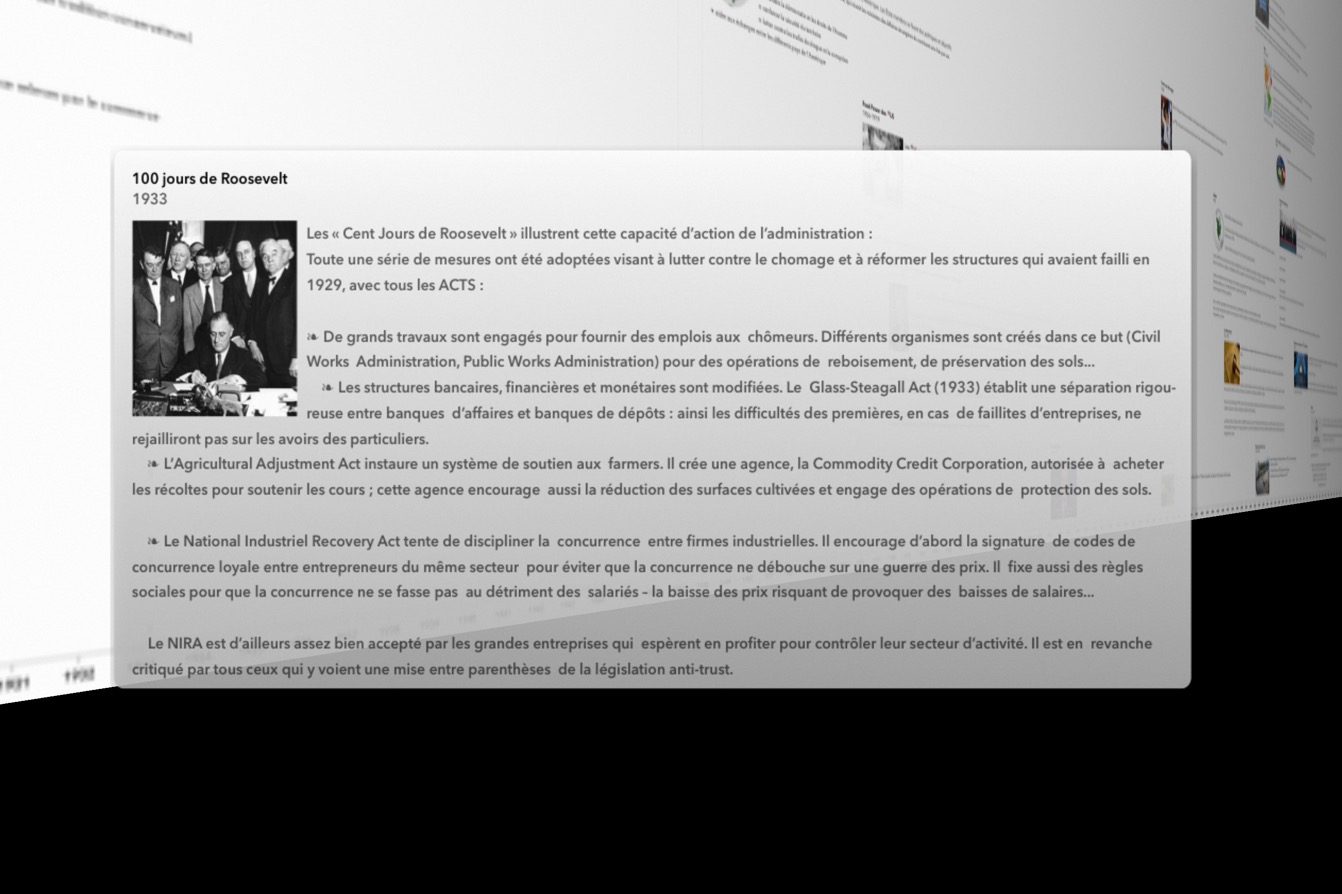 100 jours de Roosevelt
1933
Les « Cent Jours de Roosevelt » illustrent cette capacité d'action de l'administration :
Toute une série de mesures ont été adoptées visant à lutter contre le chomage et à réformer les structures qui avaient failli en
1929, avec tous les ACTS :
❧ De grands travaux sont engagés pour fournir des emplois aux chômeurs. Différents organismes sont créés dans ce but (Civil
Works Administration, Public Works Administration) pour des opérations de reboisement, de préservation des sols...
❧ Les structures bancaires, financières et monétaires sont modifiées. Le Glass-Steagall Act (1933) établit une séparation rigou-
reuse entre banques d'affaires et banques de dépôts : ainsi les difficultés des premières, en cas de faillites d'entreprises, ne
rejailliront pas sur les avoirs des particuliers.
❧ L'Agricultural Adjustment Act instaure un système de soutien aux farmers. Il crée une agence, la Commodity Credit Corporation, autorisée à acheter
les récoltes pour soutenir les cours ; cette agence encourage aussi la réduction des surfaces cultivées et engage des opérations de protection des sols.
❧ Le National Industriel Recovery Act tente de discipliner la concurrence entre firmes industrielles. Il encourage d'abord la signature de codes de
concurrence loyale entre entrepreneurs du même secteur pour éviter que la concurrence ne débouche sur une guerre des prix. Il fixe aussi des règles
sociales pour que la concurrence ne se fasse pas au détriment des salariés – la baisse des prix risquant de provoquer des baisses de salaires...
Le NIRA est d'ailleurs assez bien accepté par les grandes entreprises qui espèrent en profiter pour contrôler leur secteur d'activité. Il est en revanche
critiqué par tous ceux qui y voient une mise entre parenthèses de la législation anti-trust.
1931